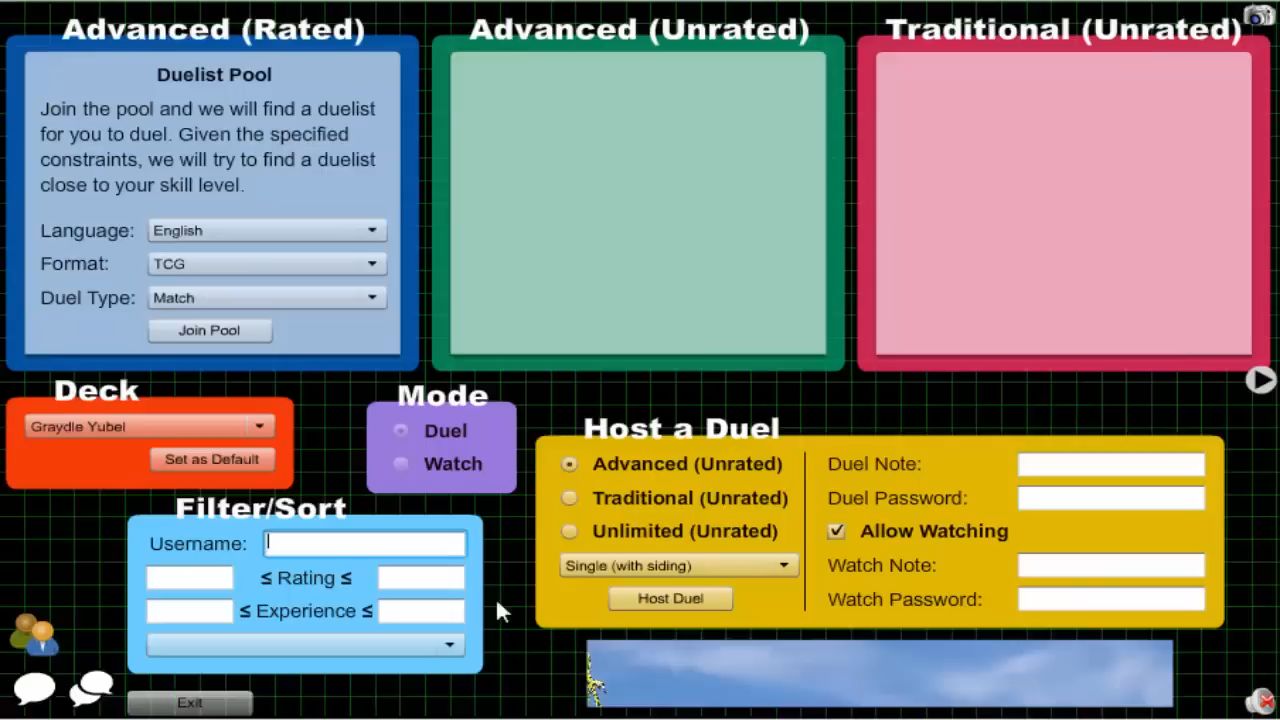 Advanced (Rated)
Duelist Pool
Join the pool and we will find a duelist
for you to duel. Given the specified
constraints, we will try to find a duelist
close to your skill level.
Language: English
Format: TCG
Duel Type: Match
Join Pool
Advanced (Unrated)
Traditional (Unrated)
Deck
Graydle Yubel
Set as Default
Mode
Duel
Watch
Filter/Sort
Username:
≤ Rating ≤
≤ Experience ≤
Exit
Host a Duel
Advanced (Unrated)
Traditional (Unrated)
Unlimited (Unrated)
Single (with siding)
Host Duel
Duel Note:
Duel Password:
Allow Watching
Watch Note:
Watch Password: